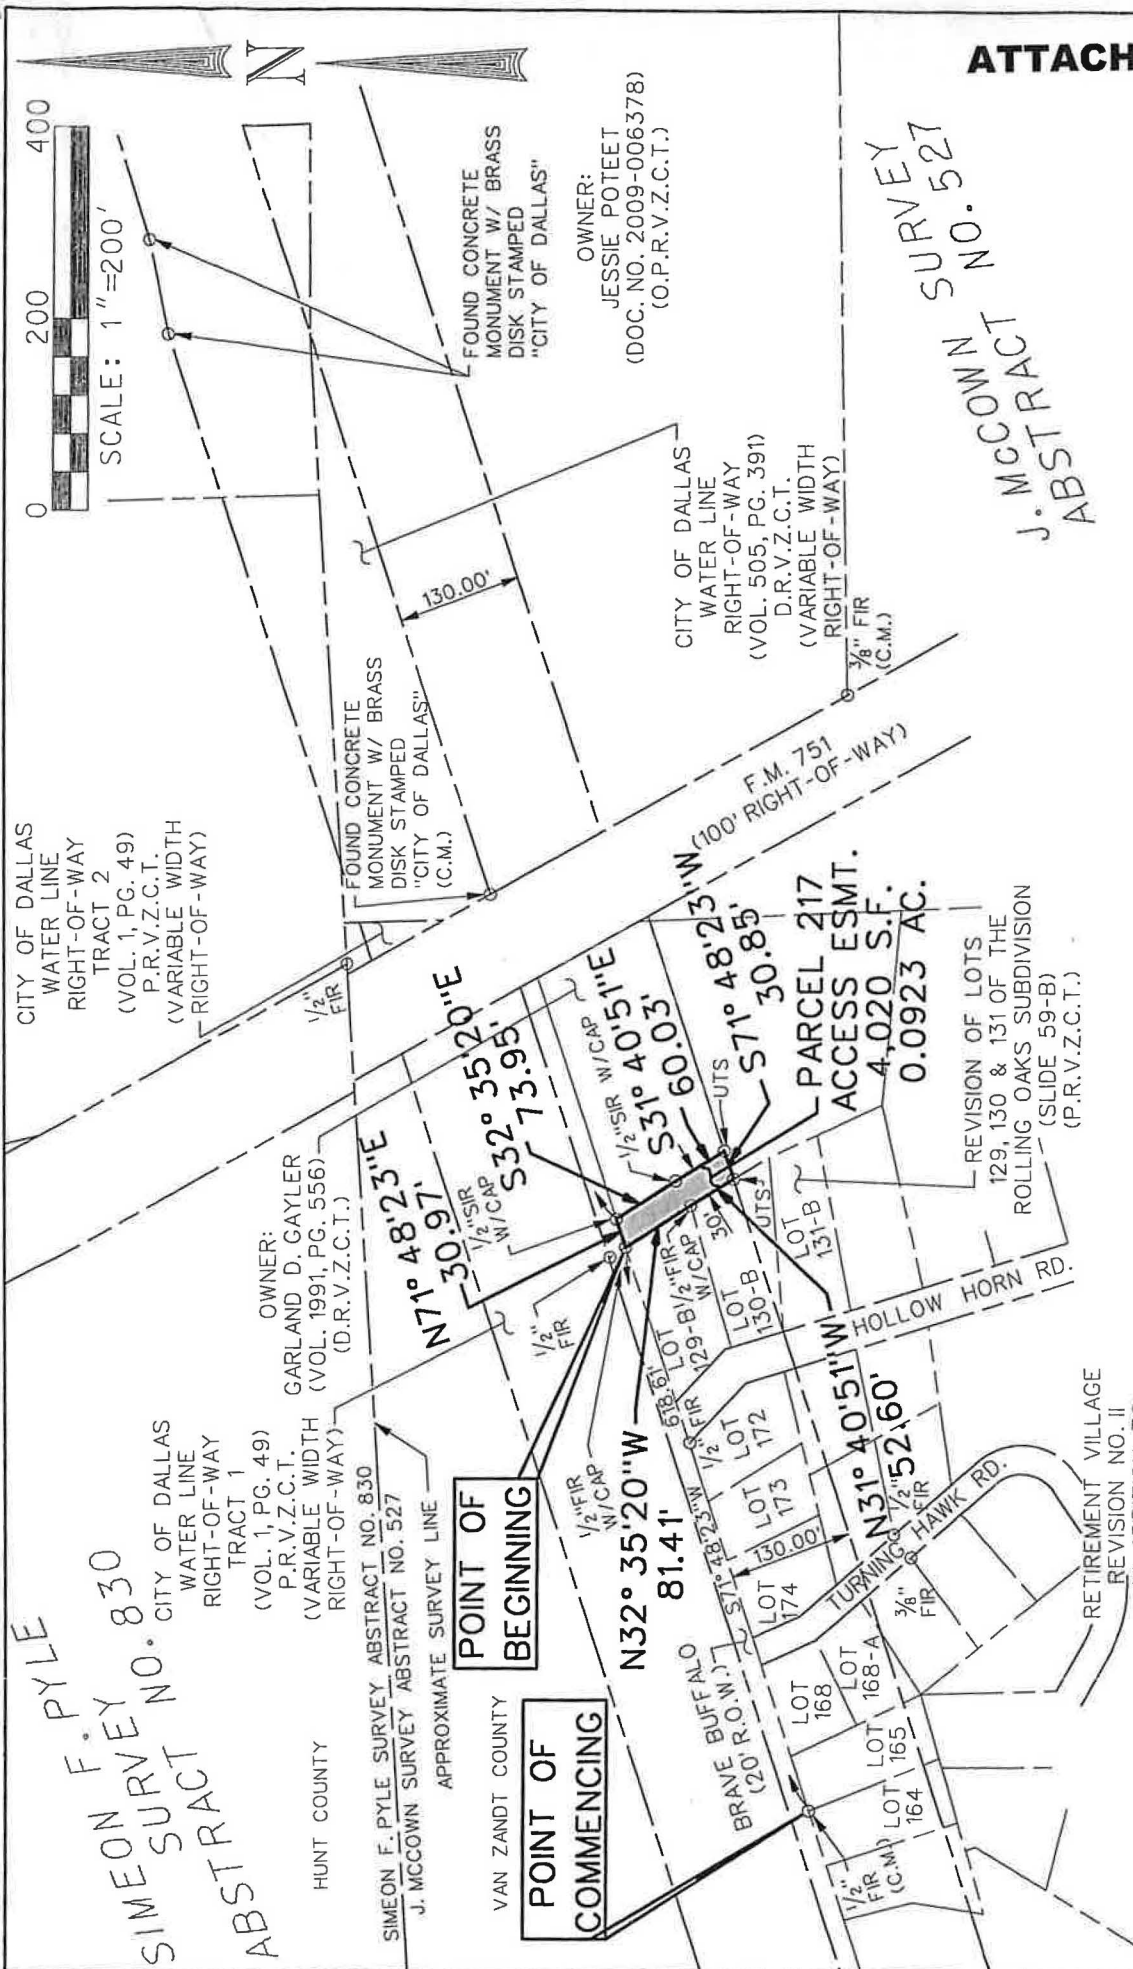 ATTACH
N
0 200 400
SCALE: 1"=200'
SIMEON F. PYLE
SURVEY
ABSTRACT NO. 830
HUNT COUNTY
CITY OF DALLAS
WATER LINE
RIGHT-OF-WAY
TRACT 1
(VOL. 1, PG. 49)
P.R.V.Z.C.T.
(VARIABLE WIDTH
RIGHT-OF-WAY)
OWNER:
GARLAND D. GAYLER
(VOL. 1991, PG. 556)
(D.R.V.Z.C.T.)
CITY OF DALLAS
WATER LINE
RIGHT-OF-WAY
TRACT 2
(VOL. 1, PG. 49)
P.R.V.Z.C.T.
(VARIABLE WIDTH
RIGHT-OF-WAY)
1/2"
FIR
FOUND CONCRETE
MONUMENT W/ BRASS
DISK STAMPED
"CITY OF DALLAS"
(C.M.)
130.00'
FOUND CONCRETE
MONUMENT W/ BRASS
DISK STAMPED
"CITY OF DALLAS"
OWNER:
JESSIE POTEET
(DOC. NO. 2009-006378)
(O.P.R.V.Z.C.T.)
CITY OF DALLAS
WATER LINE
RIGHT-OF-WAY
(VOL. 505, PG. 391)
D.R.V.Z.C.T.
(VARIABLE WIDTH
RIGHT-OF-WAY)
3/8" FIR
(C.M.)
J. MCCOWN SURVEY
ABSTRACT NO. 527
F.M. 751
(100' RIGHT-OF-WAY)
SIMEON F. PYLE SURVEY ABSTRACT NO. 830
J. MCCOWN SURVEY ABSTRACT NO. 527
APPROXIMATE SURVEY LINE
VAN ZANDT COUNTY
POINT OF
COMMENCING
POINT OF
BEGINNING
N71° 48'23"E
30.97'
1/2"SIR
W/CAP
S32° 35'20"E
73.95'
1/2"SIR W/CAP
S31° 40'51"E
60.03'
UTS
S71° 48'23"W
30.85'
PARCEL 217
ACCESS ESMT.
4,020 S.F.
0.0923 AC.
1/2"
FIR
1/2"FIR
W/CAP
N32° 35'20"W
81.41'
1/2"FIR
W/CAP
30'
UTS
N31° 40'51"W
52.60'
BRAVE BUFFALO
(20' R.O.W.)
S71° 48'23"W 618.61'
1/2"FIR
LOT
129-B
LOT
130-B
LOT
131-B
REVISION OF LOTS
129, 130 & 131 OF THE
ROLLING OAKS SUBDIVISION
(SLIDE 59-B)
(P.R.V.Z.C.T.)
HOLLOW HORN RD.
LOT
172
LOT
173
LOT
174
130.00'
TURNING HAWK RD.
1/2"
FIR
3/8"
FIR
LOT
168
LOT
168-A
LOT
165
LOT
164
1/2"
FIR
(C.M.)
RETIREMENT VILLAGE
REVISION NO. II